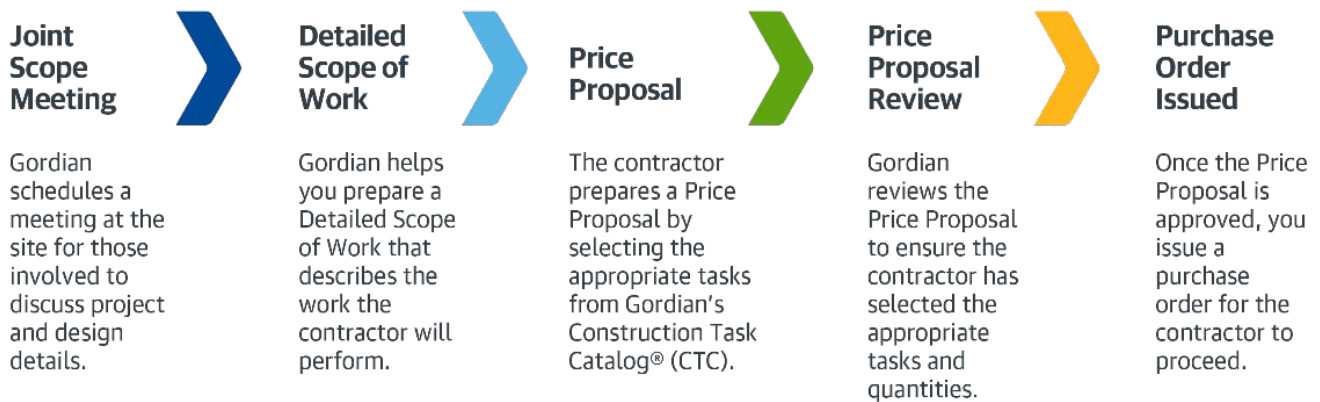 Joint
Scope
Meeting
Gordian
schedules a
meeting at the
site for those
involved to
discuss project
and design
details.
Detailed
Scope of
Work
Gordian helps
you prepare a
Detailed Scope
of Work that
describes the
work the
contractor will
perform.
Price
Proposal
The contractor
prepares a Price
Proposal by
selecting the
appropriate tasks
from Gordian's
Construction Task
Catalog® (CTC).
Price
Proposal
Review
Gordian
reviews the
Price Proposal
to ensure the
contractor has
selected the
appropriate
tasks and
quantities.
Purchase
Order
Issued
Once the Price
Proposal is
approved, you
issue a
purchase
order for the
contractor to
proceed.